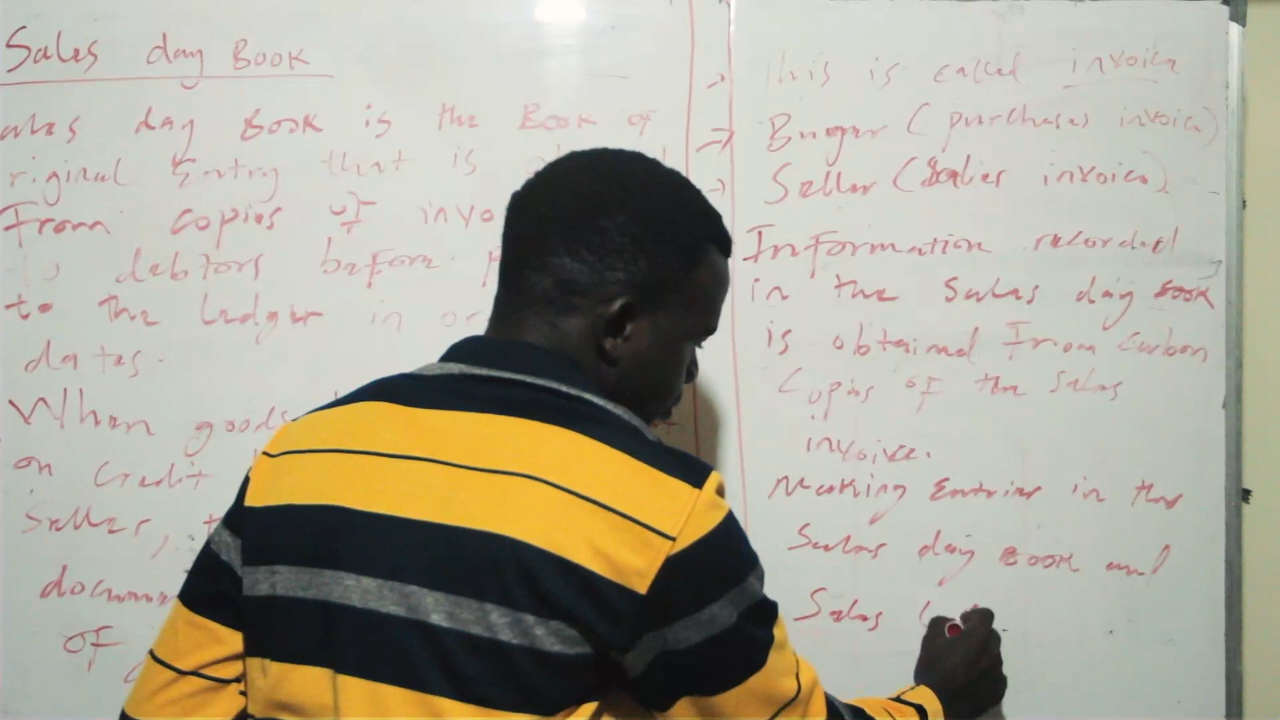 Sales day Book
ales day Book is the Book of
riginal Entry that is
From copies of invo
to debtors before p
to the ledger in or
dates.
When goods
on credit
Seller, t
docum
of
This is called invoice
Buyer (purchases invoice)
Seller (Sales invoice).
Information recorded
in the Sales day Book
is obtained From carbon
Copies of the Sales
invoice.
Making Entries in the
Sales day Book and
Sales